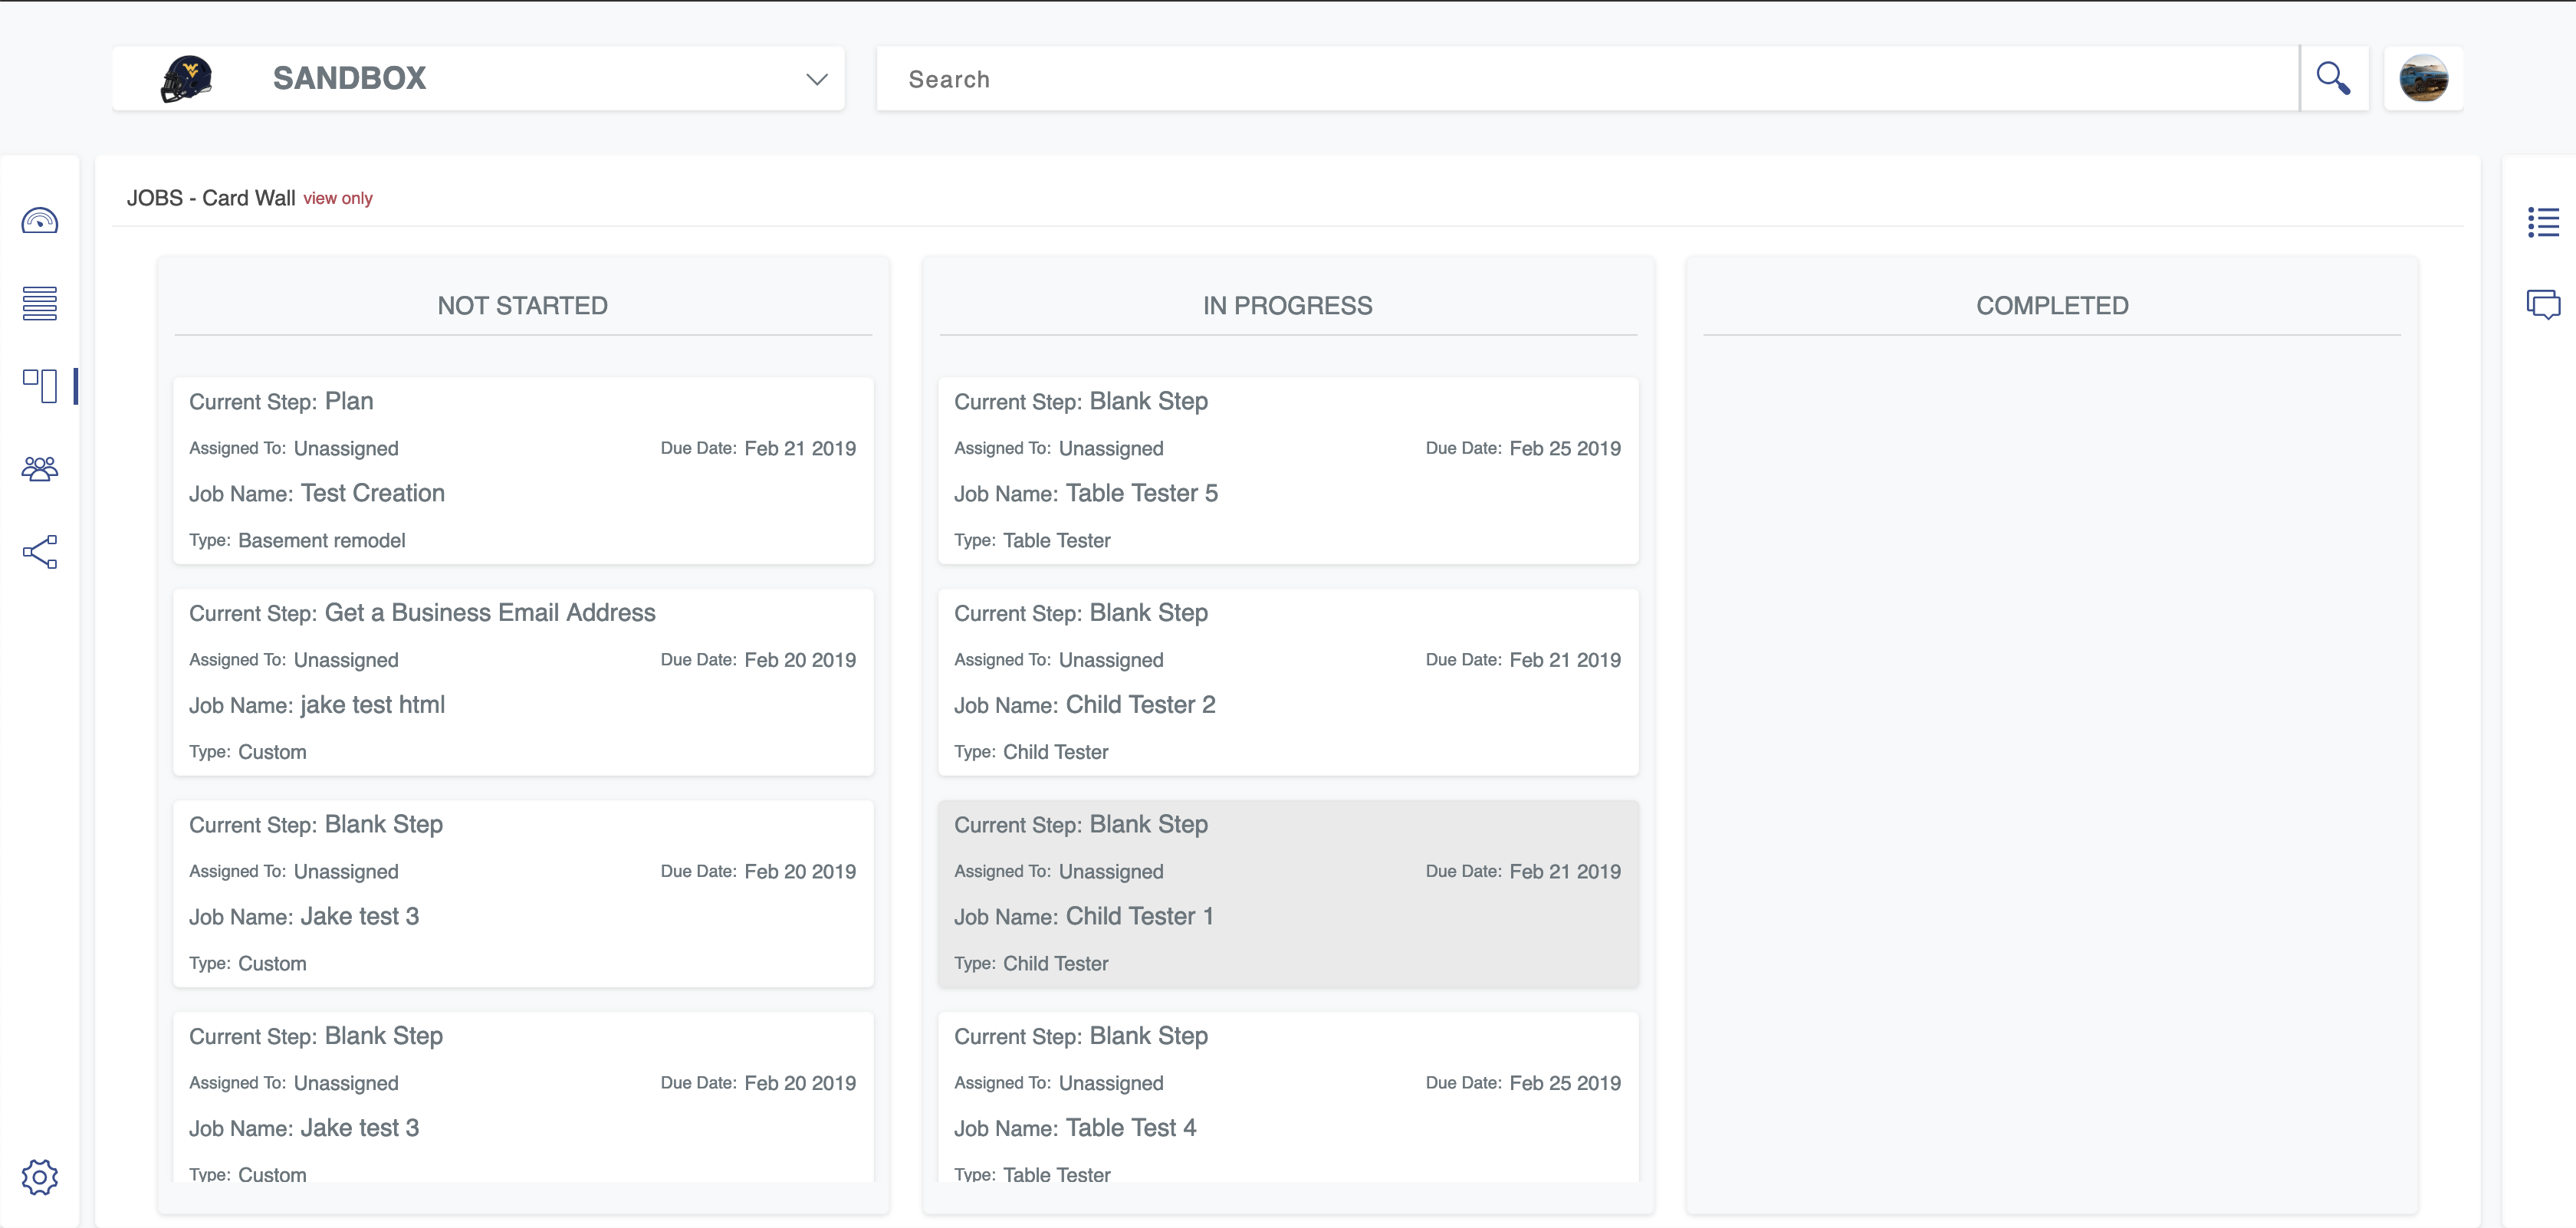 SANDBOX
Search
JOBS - Card Wall view only
NOT STARTED
Current Step: Plan
Assigned To: Unassigned Due Date: Feb 21 2019
Job Name: Test Creation
Type: Basement remodel
Current Step: Get a Business Email Address
Assigned To: Unassigned Due Date: Feb 20 2019
Job Name: jake test html
Type: Custom
Current Step: Blank Step
Assigned To: Unassigned Due Date: Feb 20 2019
Job Name: Jake test 3
Type: Custom
Current Step: Blank Step
Assigned To: Unassigned Due Date: Feb 20 2019
Job Name: Jake test 3
Type: Custom
IN PROGRESS
Current Step: Blank Step
Assigned To: Unassigned Due Date: Feb 25 2019
Job Name: Table Tester 5
Type: Table Tester
Current Step: Blank Step
Assigned To: Unassigned Due Date: Feb 21 2019
Job Name: Child Tester 2
Type: Child Tester
Current Step: Blank Step
Assigned To: Unassigned Due Date: Feb 21 2019
Job Name: Child Tester 1
Type: Child Tester
Current Step: Blank Step
Assigned To: Unassigned Due Date: Feb 25 2019
Job Name: Table Test 4
Type: Table Tester
COMPLETED